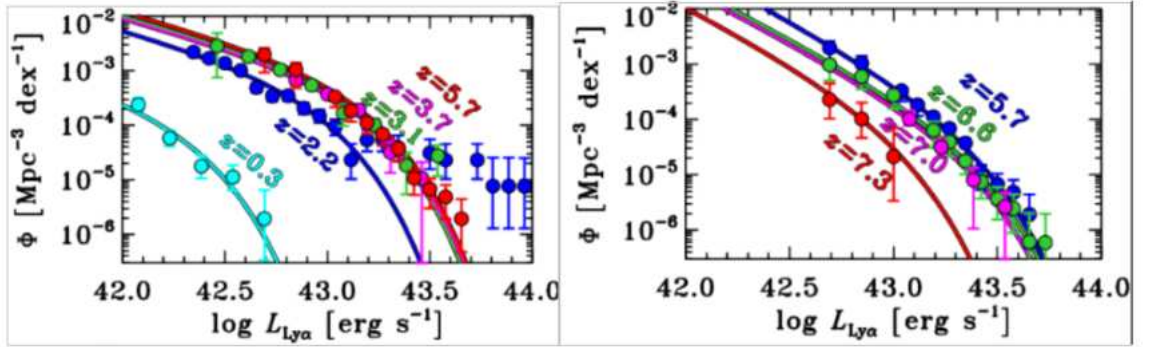 10⁻²
10⁻³
10⁻⁴
10⁻⁵
10⁻⁶
Φ [Mpc⁻³ dex⁻¹]
z=0.3
z=2.2
z=3.1
z=3.7
z=5.7
42.0 42.5 43.0 43.5 44.0
log L_Lyα [erg s⁻¹]
10⁻²
10⁻³
10⁻⁴
10⁻⁵
10⁻⁶
Φ [Mpc⁻³ dex⁻¹]
z=5.7
z=6.6
z=7.0
z=7.3
42.0 42.5 43.0 43.5 44.0
log L_Lyα [erg s⁻¹]